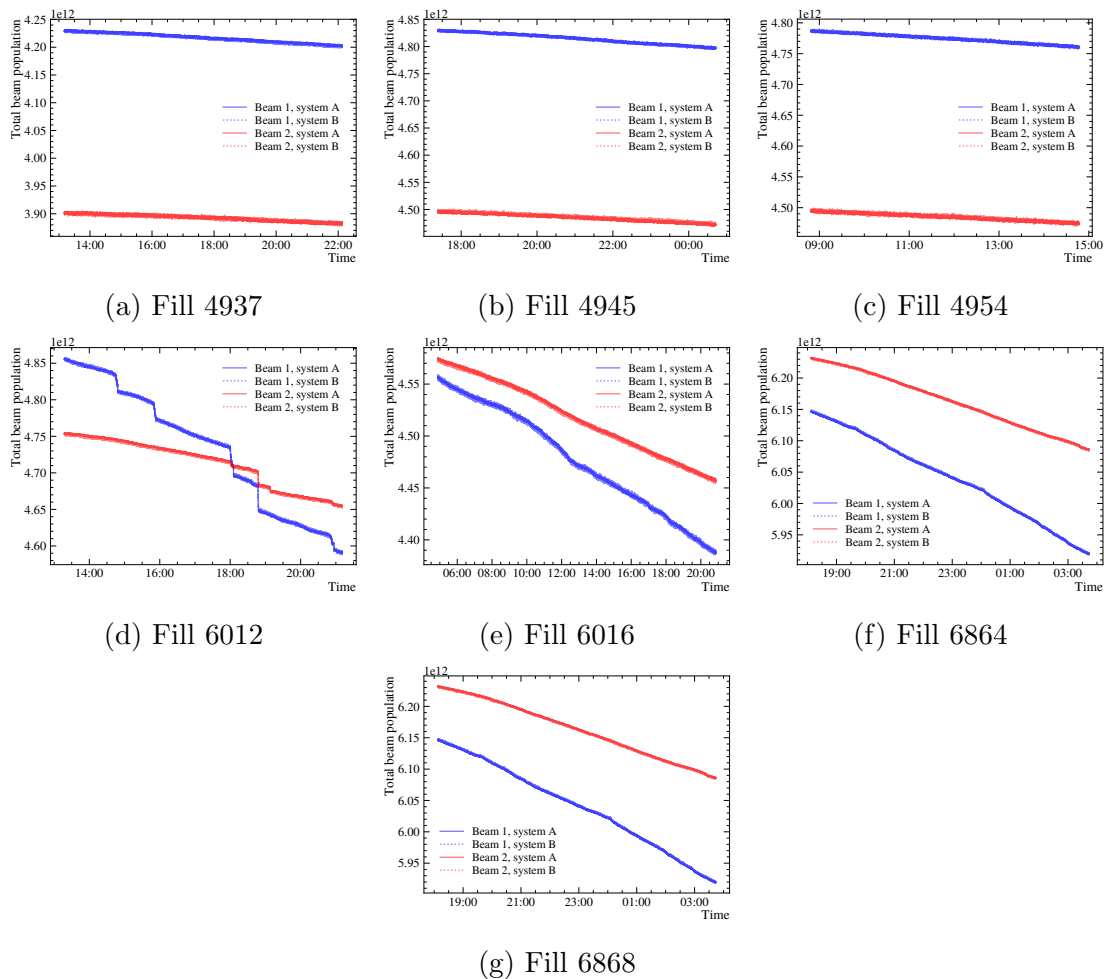 1e12
Total beam population
4.25
4.20
4.15
4.10
4.05
4.00
3.95
3.90
Beam 1, system A
Beam 1, system B
Beam 2, system A
Beam 2, system B
14:00 16:00 18:00 20:00 22:00
Time
(a) Fill 4937
1e12
Total beam population
4.85
4.80
4.75
4.70
4.65
4.60
4.55
4.50
Beam 1, system A
Beam 1, system B
Beam 2, system A
Beam 2, system B
18:00 20:00 22:00 00:00
Time
(b) Fill 4945
1e12
Total beam population
4.80
4.75
4.70
4.65
4.60
4.55
4.50
Beam 1, system A
Beam 1, system B
Beam 2, system A
Beam 2, system B
09:00 11:00 13:00 15:00
Time
(c) Fill 4954
1e12
Total beam population
4.85
4.80
4.75
4.70
4.65
4.60
Beam 1, system A
Beam 1, system B
Beam 2, system A
Beam 2, system B
14:00 16:00 18:00 20:00
Time
(d) Fill 6012
1e12
Total beam population
4.55
4.50
4.45
4.40
Beam 1, system A
Beam 1, system B
Beam 2, system A
Beam 2, system B
06:00 08:00 10:00 12:00 14:00 16:00 18:00 20:00
Time
(e) Fill 6016
1e12
Total beam population
6.20
6.15
6.10
6.05
6.00
5.95
Beam 1, system A
Beam 1, system B
Beam 2, system A
Beam 2, system B
19:00 21:00 23:00 01:00 03:00
Time
(f) Fill 6864
1e12
Total beam population
6.20
6.15
6.10
6.05
6.00
5.95
Beam 1, system A
Beam 1, system B
Beam 2, system A
Beam 2, system B
19:00 21:00 23:00 01:00 03:00
Time
(g) Fill 6868